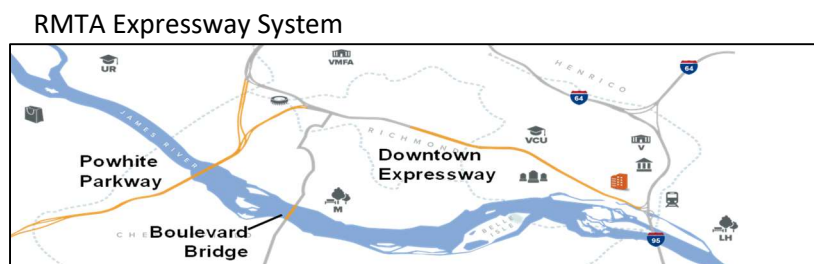 RMTA Expressway System
UR
VMFA
HENRICO
64
64
JAMES RIVER
RICHMOND
VCU
V
Powhite
Parkway
Downtown
Expressway
M
BELLE
ISLE
CHE
Boulevard
Bridge
LH
95